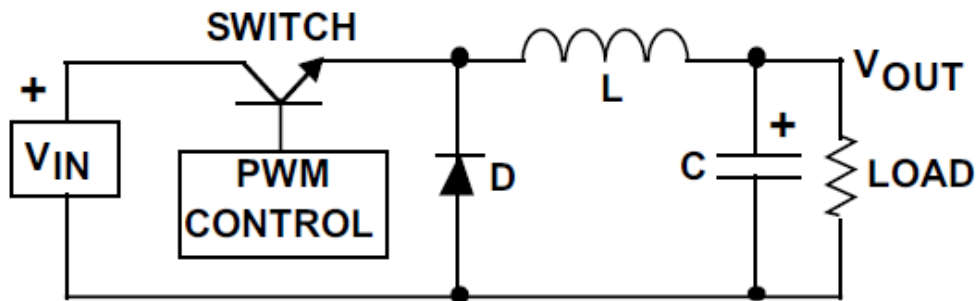 SWITCH
+
VIN
PWM
CONTROL
D
L
C
+
VOUT
LOAD